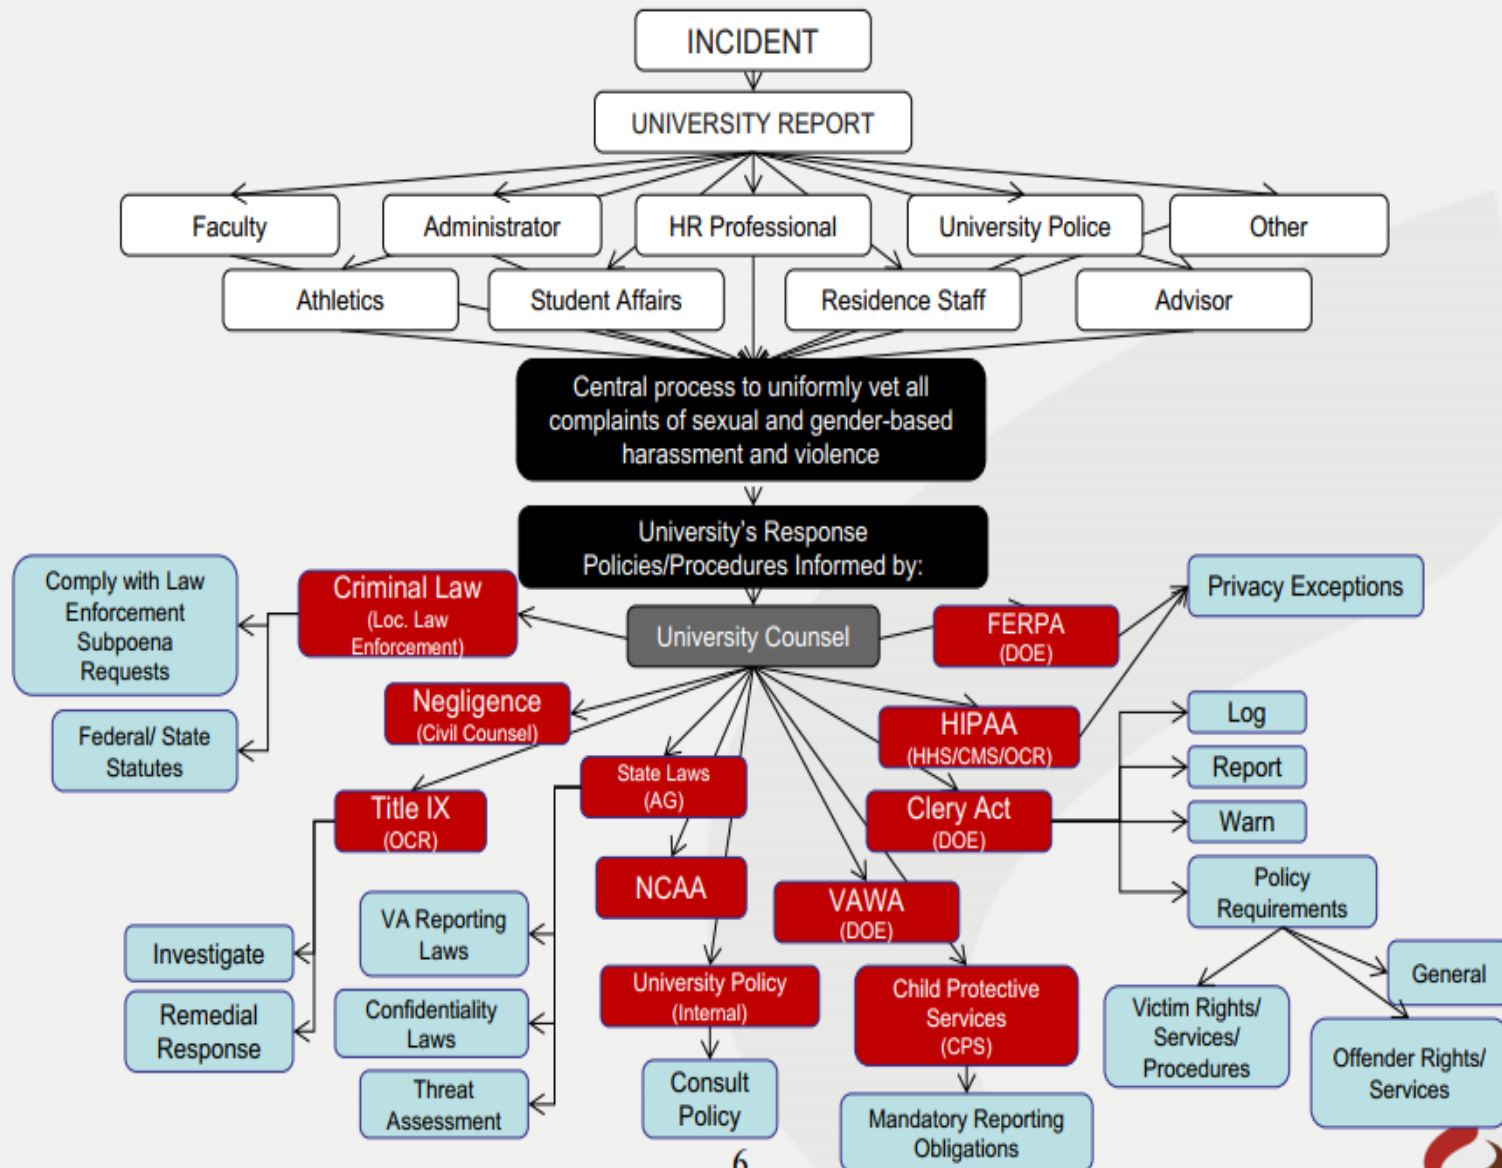 INCIDENT
UNIVERSITY REPORT
Faculty
Administrator
HR Professional
University Police
Other
Athletics
Student Affairs
Residence Staff
Advisor
Central process to uniformly vet all
complaints of sexual and gender-based
harassment and violence
University's Response
Policies/Procedures Informed by:
University Counsel
Criminal Law
(Loc. Law
Enforcement)
Comply with Law
Enforcement
Subpoena
Requests
Federal/ State
Statutes
FERPA
(DOE)
Privacy Exceptions
Negligence
(Civil Counsel)
HIPAA
(HHS/CMS/OCR)
Log
Report
Warn
Policy
Requirements
State Laws
(AG)
Title IX
(OCR)
Clery Act
(DOE)
NCAA
VAWA
(DOE)
VA Reporting
Laws
Investigate
Remedial
Response
Confidentiality
Laws
Threat
Assessment
University Policy
(Internal)
Consult
Policy
Child Protective
Services
(CPS)
Mandatory Reporting
Obligations
Victim Rights/
Services/
Procedures
General
Offender Rights/
Services
6